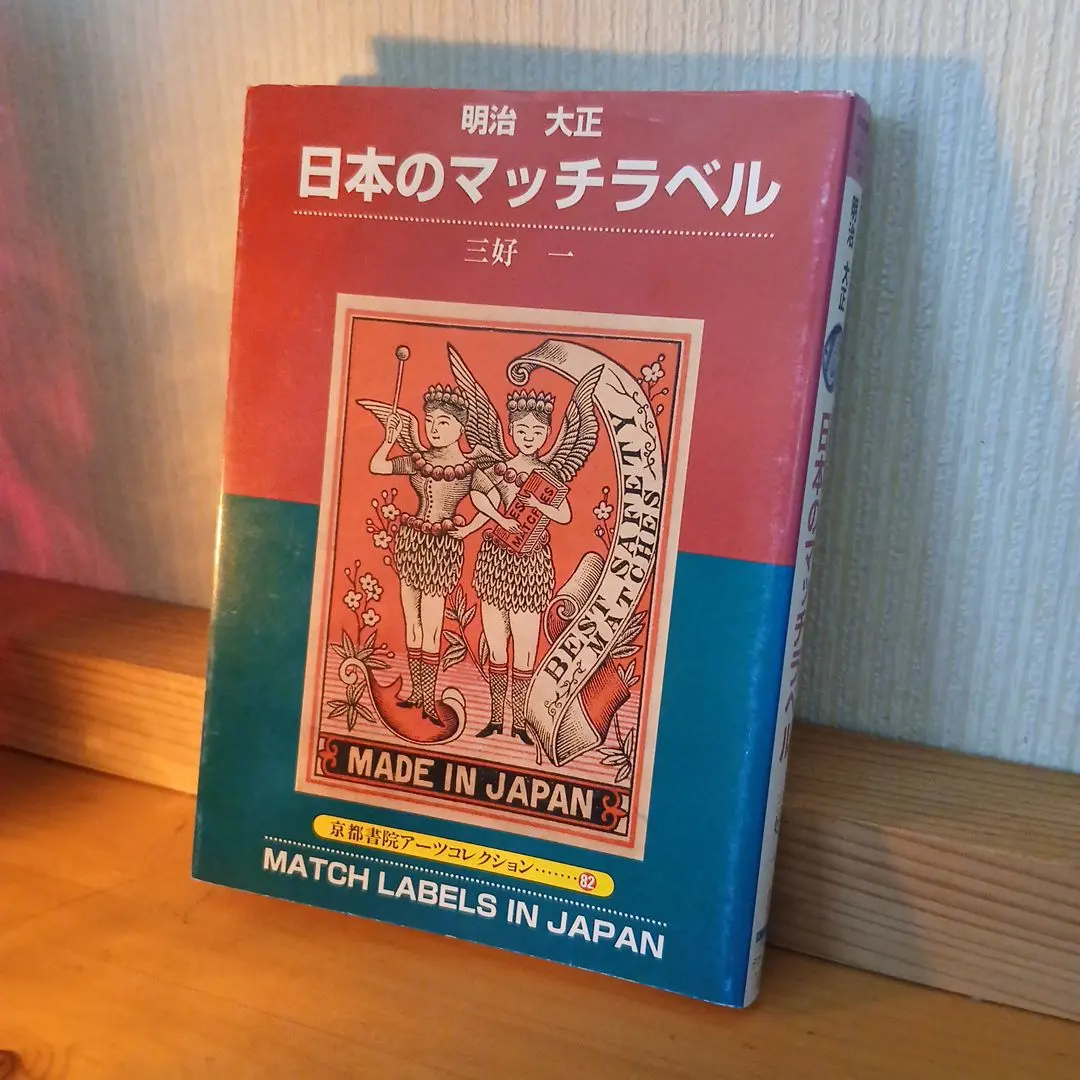 明治　大正
日本のマッチラベル
三好　一
BEST SAFETY
MATCHES
BEST
MATCHES
MADE IN JAPAN
京都書院アーツコレクション……82
MATCH LABELS IN JAPAN
明治 大正
日本のマッチラベル